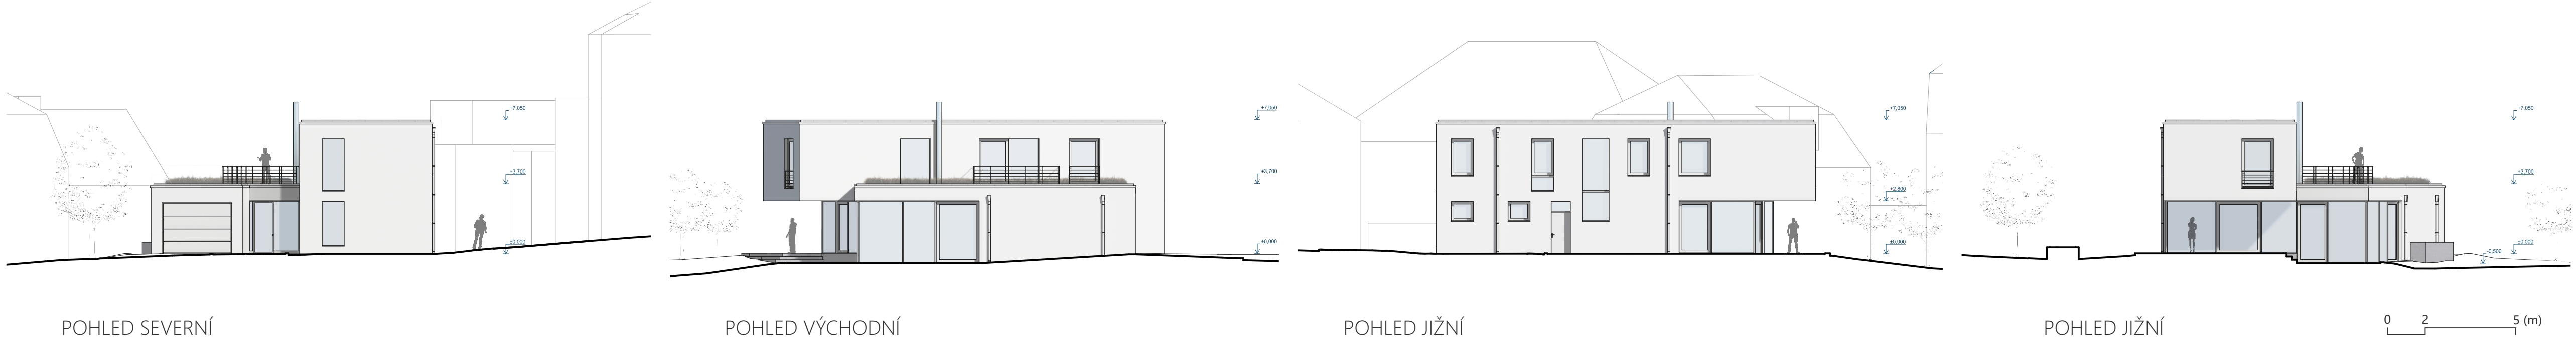 +7,050
+3,700
±0,000
+7,050
+3,700
±0,000
+7,050
+2,800
±0,000
+7,050
+3,700
±0,000
-0,500
POHLED SEVERNÍ
POHLED VÝCHODNÍ
POHLED JIŽNÍ
POHLED JIŽNÍ
0 2 5 (m)